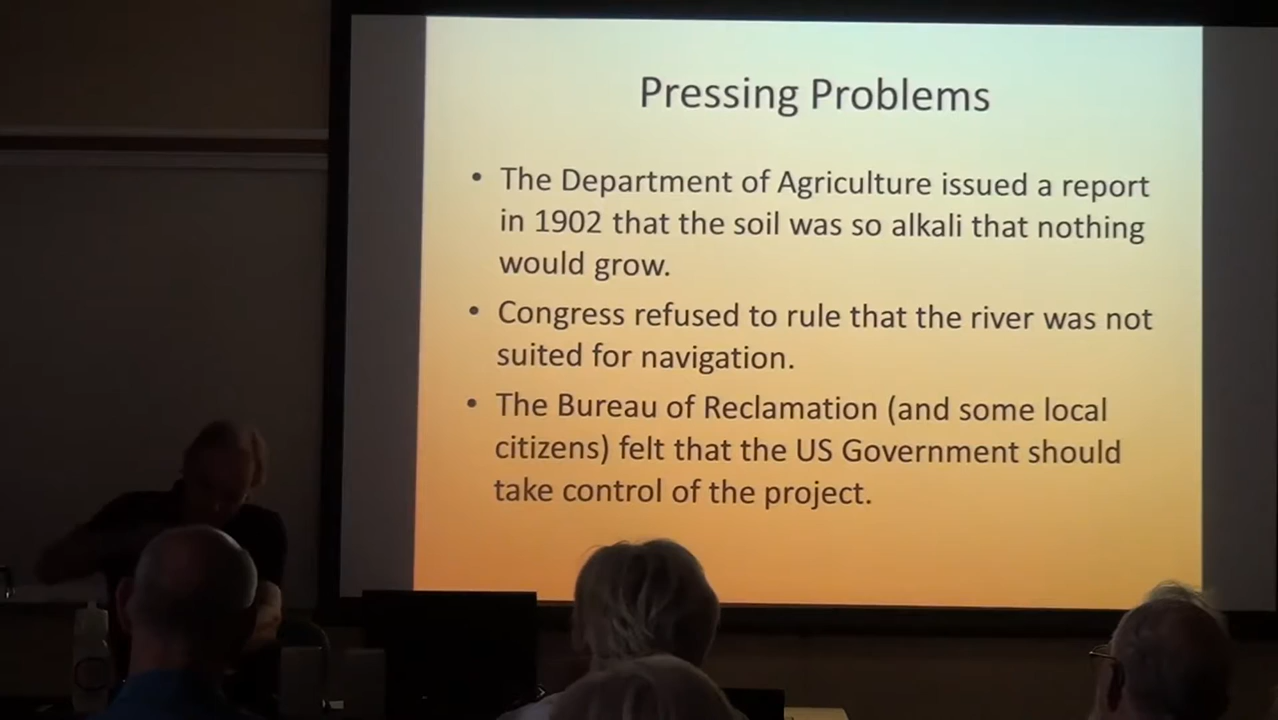 Pressing Problems
• The Department of Agriculture issued a report
in 1902 that the soil was so alkali that nothing
would grow.
• Congress refused to rule that the river was not
suited for navigation.
• The Bureau of Reclamation (and some local
citizens) felt that the US Government should
take control of the project.